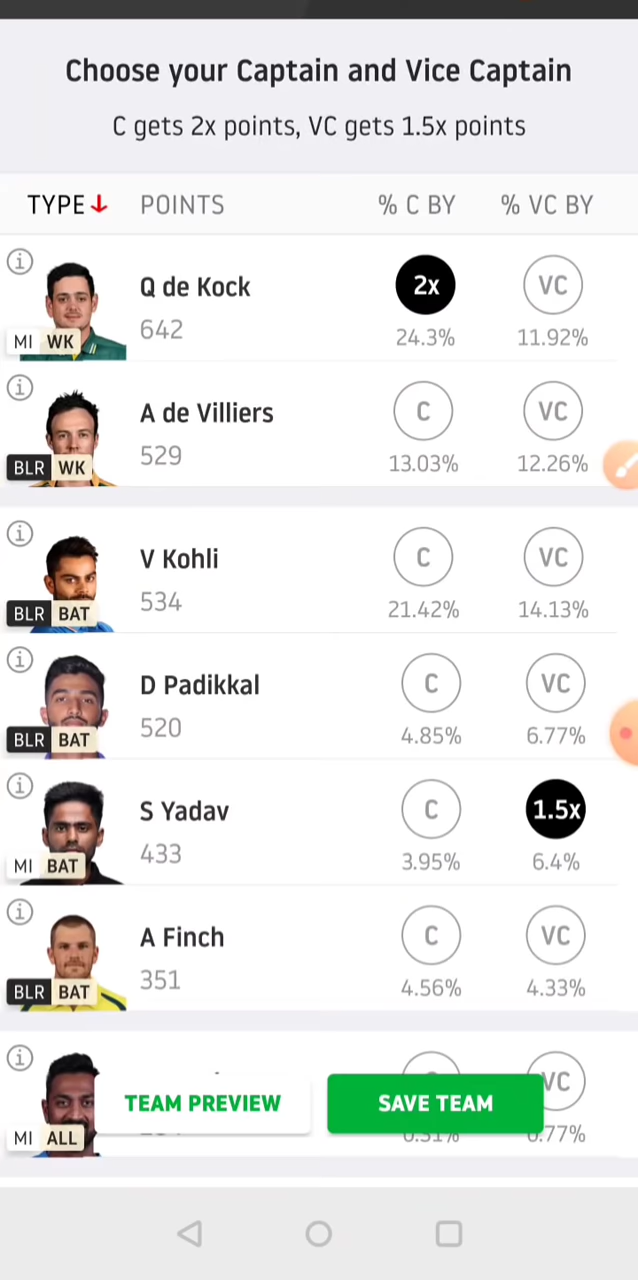 Choose your Captain and Vice Captain
C gets 2x points, VC gets 1.5x points
TYPE↓ POINTS % C BY % VC BY
Q de Kock 2x VC
MI WK 642 24.3% 11.92%
A de Villiers C VC
BLR WK 529 13.03% 12.26%
V Kohli C VC
BLR BAT 534 21.42% 14.13%
D Padikkal C VC
BLR BAT 520 4.85% 6.77%
S Yadav C 1.5x
MI BAT 433 3.95% 6.4%
A Finch C VC
BLR BAT 351 4.56% 4.33%
VC
TEAM PREVIEW SAVE TEAM
MI ALL